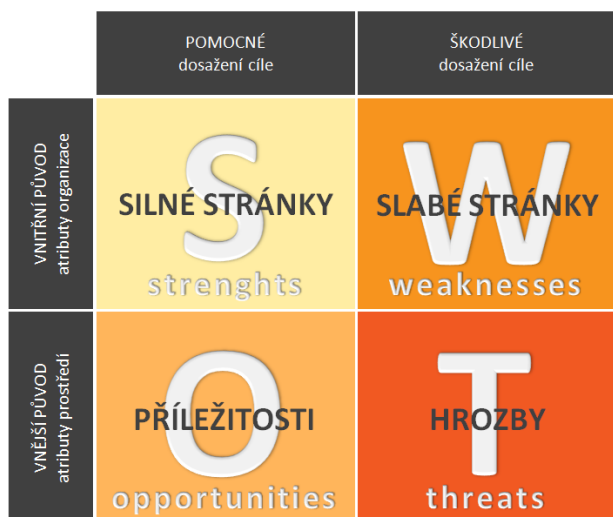 POMOCNÉ
dosažení cíle
ŠKODLIVÉ
dosažení cíle
VNITŘNÍ PŮVOD
atributy organizace
S
SILNÉ STRÁNKY
strenghts
W
SLABÉ STRÁNKY
weaknesses
VNĚJŠÍ PŮVOD
atributy prostředí
O
PŘÍLEŽITOSTI
opportunities
T
HROZBY
threats